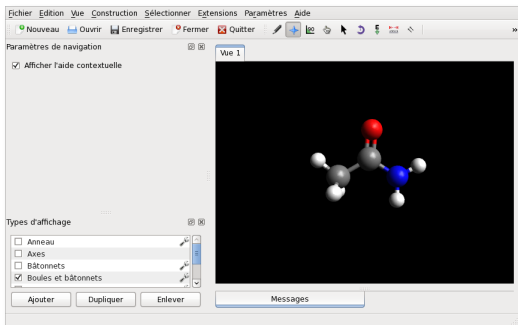 Fichier Edition Vue Construction Sélectionner Extensions Paramètres Aide
Nouveau Ouvrir Enregistrer Fermer Quitter »
Paramètres de navigation
Vue 1
Afficher l'aide contextuelle
Types d'affichage
Anneau
Axes
Bâtonnets
Boules et bâtonnets
Ajouter Dupliquer Enlever
Messages